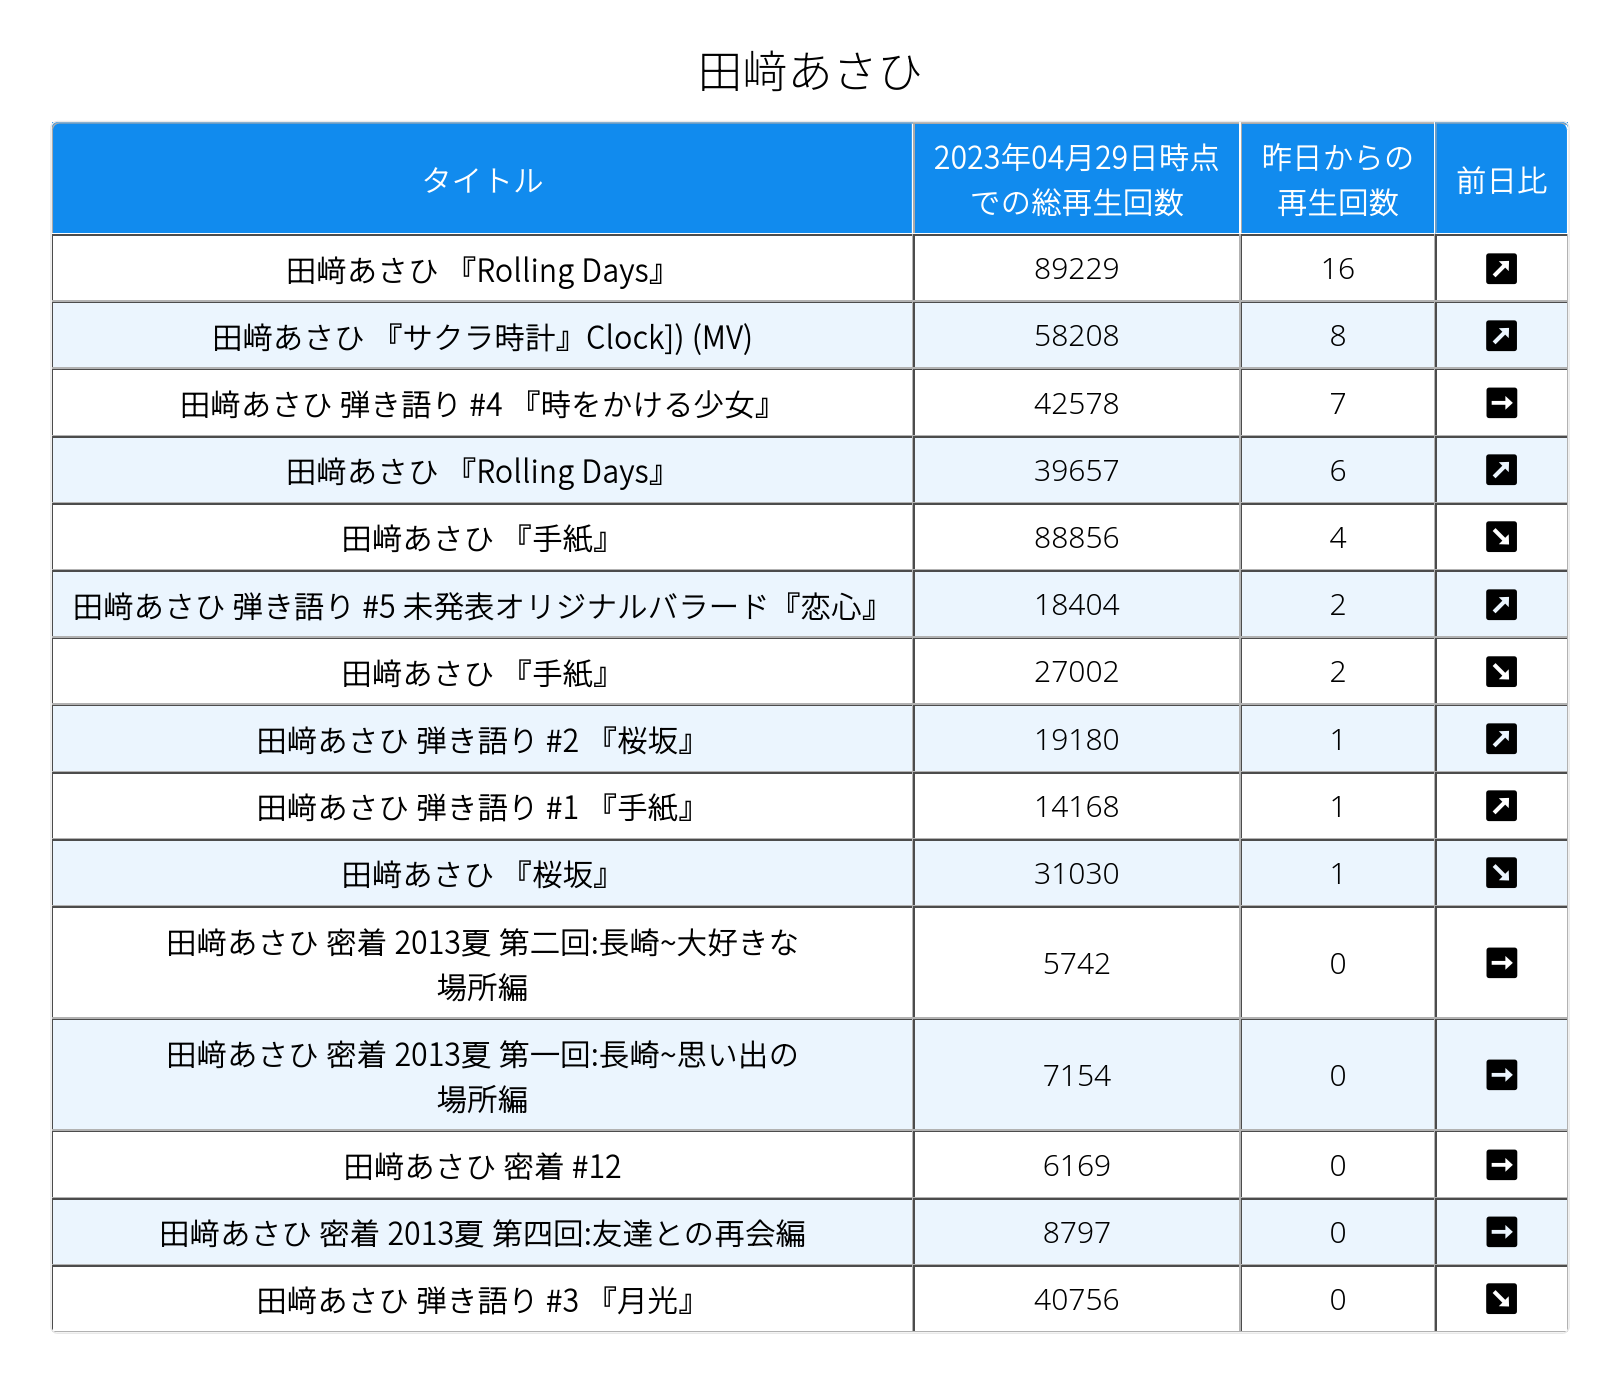 田﨑あさひ
タイトル
2023年04月29日時点
での総再生回数
昨日からの
再生回数
前日比
田﨑あさひ 『Rolling Days』 89229 16 ↗
田﨑あさひ 『サクラ時計』Clock]) (MV) 58208 8 ↗
田﨑あさひ 弾き語り #4 『時をかける少女』 42578 7 →
田﨑あさひ 『Rolling Days』 39657 6 ↗
田﨑あさひ 『手紙』 88856 4 ↘
田﨑あさひ 弾き語り #5 未発表オリジナルバラード『恋心』 18404 2 ↗
田﨑あさひ 『手紙』 27002 2 ↘
田﨑あさひ 弾き語り #2 『桜坂』 19180 1 ↗
田﨑あさひ 弾き語り #1 『手紙』 14168 1 ↗
田﨑あさひ 『桜坂』 31030 1 ↘
田﨑あさひ 密着 2013夏 第二回:長崎~大好きな
場所編 5742 0 →
田﨑あさひ 密着 2013夏 第一回:長崎~思い出の
場所編 7154 0 →
田﨑あさひ 密着 #12 6169 0 →
田﨑あさひ 密着 2013夏 第四回:友達との再会編 8797 0 →
田﨑あさひ 弾き語り #3 『月光』 40756 0 ↘